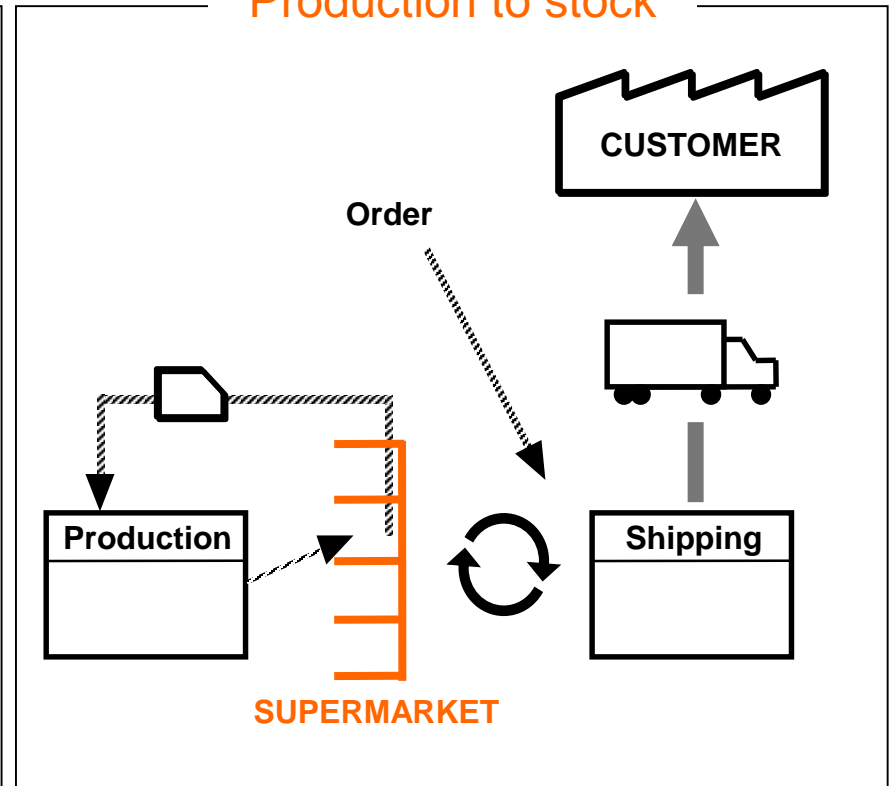 Production to stock
CUSTOMER
Order
Production
Shipping
SUPERMARKET